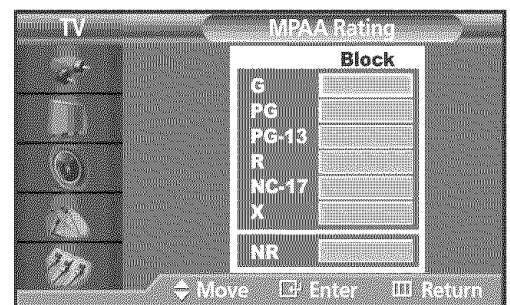 TV
MPAA Rating
Block
G
PG
PG-13
R
NC-17
X
NR
Move Enter Return